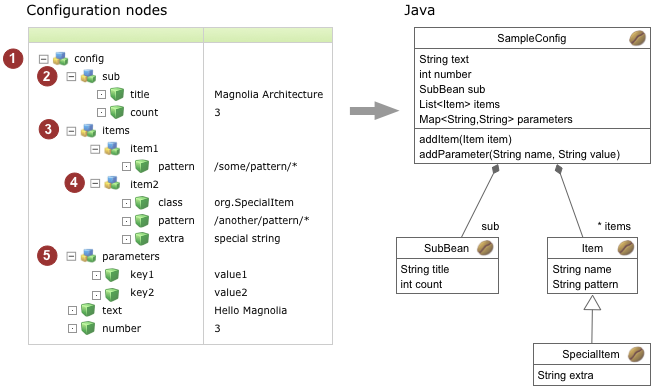 Configuration nodes
Java
1 config
2 sub
title Magnolia Architecture
count 3
3 items
item1
pattern /some/pattern/*
4 item2
class org.SpecialItem
pattern /another/pattern/*
extra special string
5 parameters
key1 value1
key2 value2
text Hello Magnolia
number 3
SampleConfig
String text
int number
SubBean sub
List<Item> items
Map<String,String> parameters
addItem(Item item)
addParameter(String name, String value)
sub
* items
SubBean
String title
int count
Item
String name
String pattern
SpecialItem
String extra